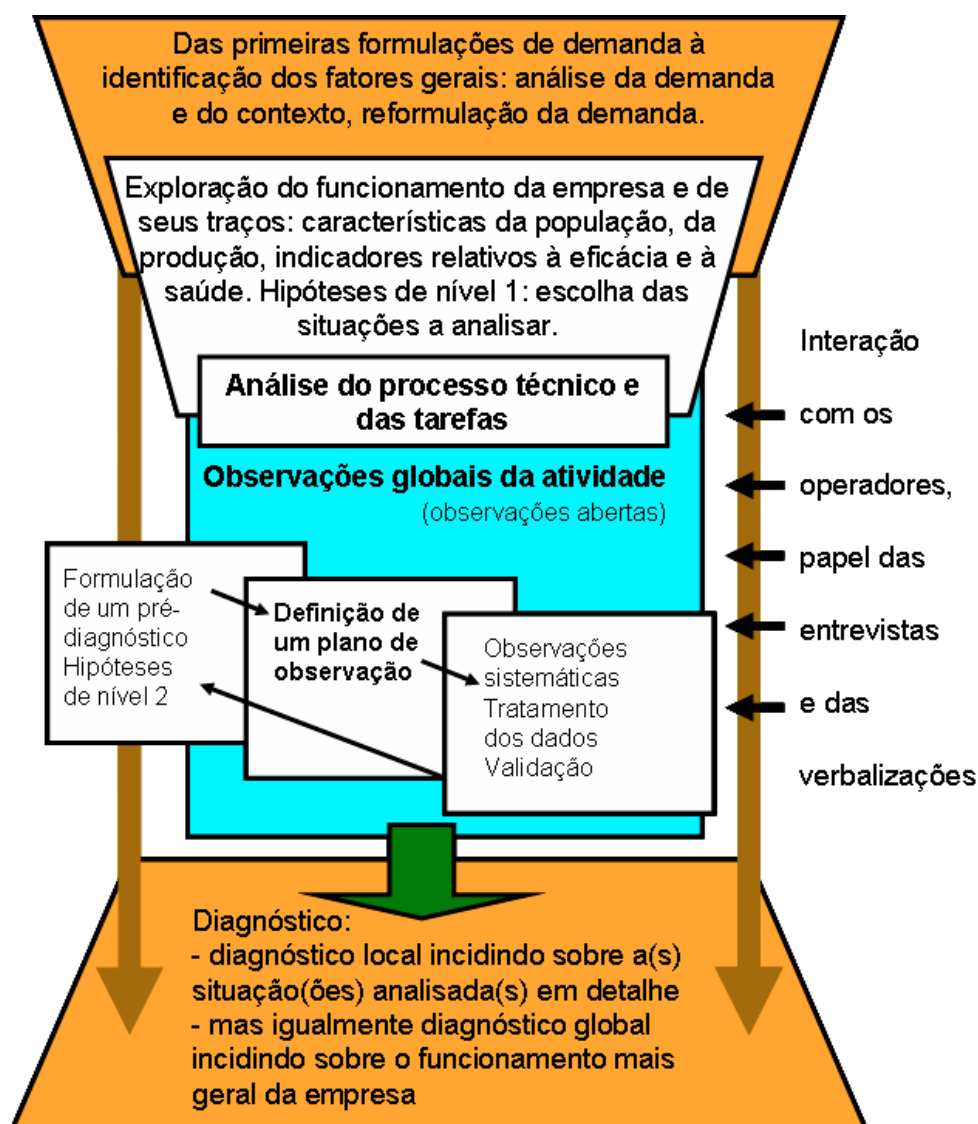 Das primeiras formulações de demanda à
identificação dos fatores gerais: análise da demanda
e do contexto, reformulação da demanda.
Exploração do funcionamento da empresa e de
seus traços: características da população, da
produção, indicadores relativos à eficácia e à
saúde. Hipóteses de nível 1: escolha das
situações a analisar.
Análise do processo técnico e
das tarefas
Observações globais da atividade
(observações abertas)
Formulação
de um pré-
diagnóstico
Hipóteses
de nível 2
Definição de
um plano de
observação
Observações
sistemáticas
Tratamento
dos dados
Validação
Interação
com os
operadores,
papel das
entrevistas
e das
verbalizações
Diagnóstico:
- diagnóstico local incidindo sobre a(s)
situação(ões) analisada(s) em detalhe
- mas igualmente diagnóstico global
incidindo sobre o funcionamento mais
geral da empresa